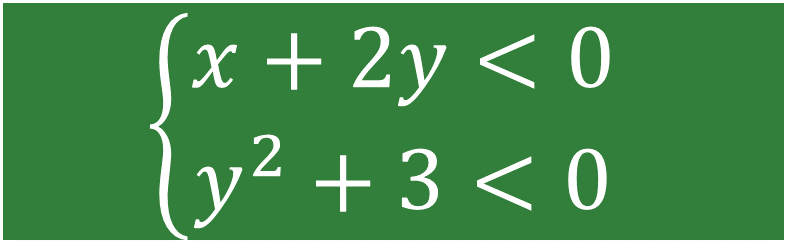 x + 2y < 0
y² + 3 < 0